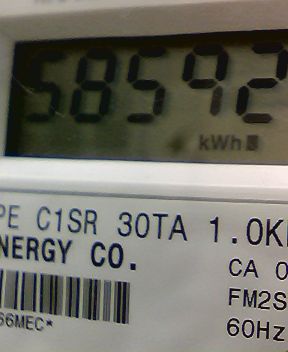 58592
kWh
PE C1SR 30TA 1.0K
NERGY CO.
CA 0
FM2S
66MEC*
60Hz